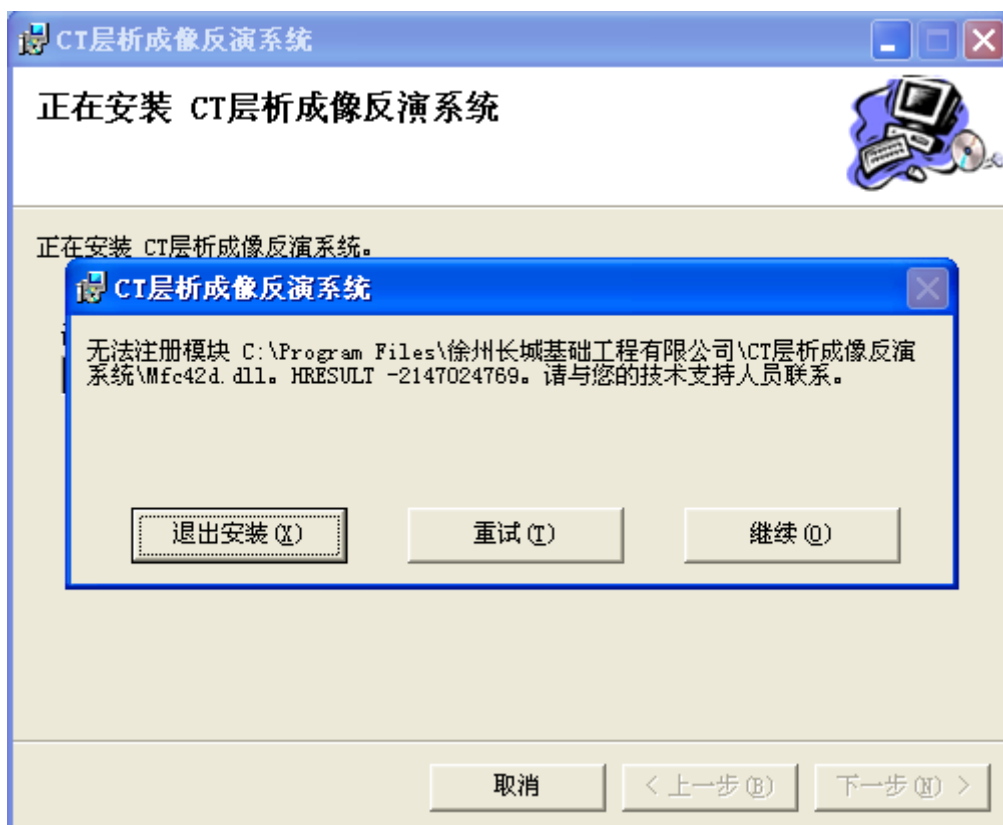 CT层析成像反演系统
正在安装 CT层析成像反演系统
正在安装 CT层析成像反演系统。
CT层析成像反演系统
无法注册模块 C:\Program Files\徐州长城基础工程有限公司\CT层析成像反演
系统\Mfc42d.dll。HRESULT -2147024769。请与您的技术支持人员联系。
退出安装(X)
重试(T)
继续(O)
取消
< 上一步(B)
下一步(N) >